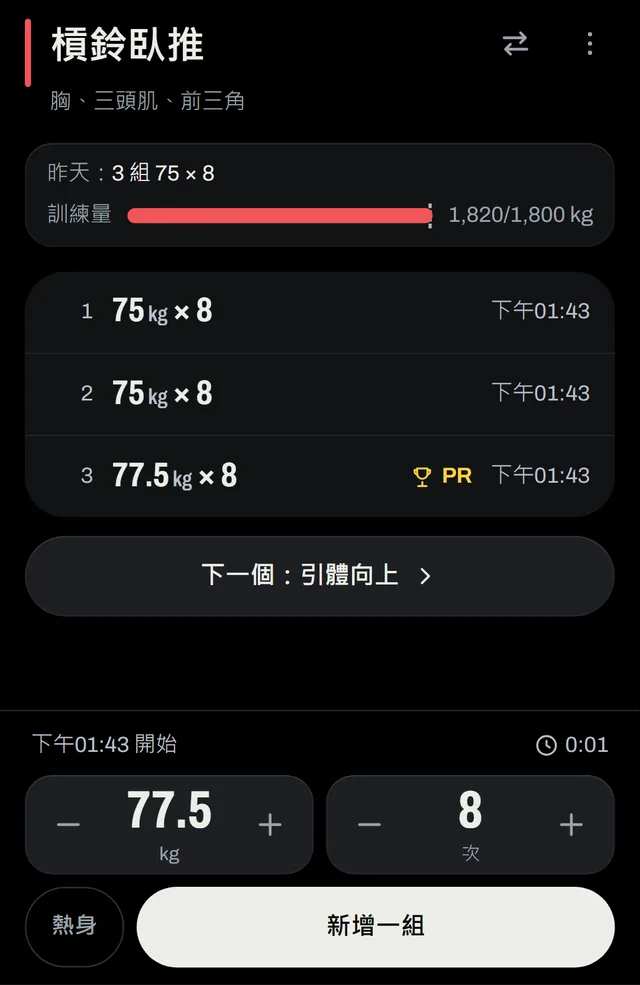 槓鈴臥推
胸、三頭肌、前三角
昨天：3 組 75 × 8
訓練量 1,820/1,800 kg
1 75 kg × 8 下午01:43
2 75 kg × 8 下午01:43
3 77.5 kg × 8 PR 下午01:43
下一個：引體向上
下午01:43 開始 0:01
77.5 8
kg 次
熱身 新增一組